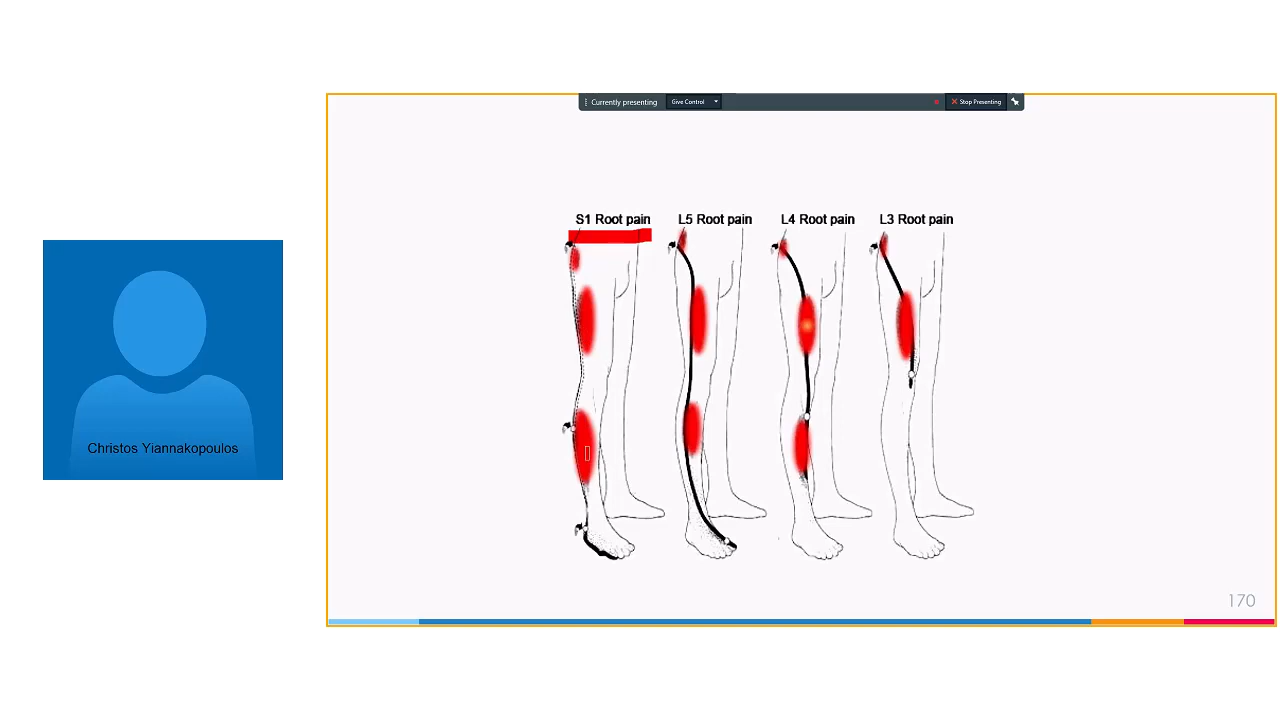 Currently presenting
Give Control
Stop Presenting
S1 Root pain
L5 Root pain
L4 Root pain
L3 Root pain
Christos Yiannakopoulos
170